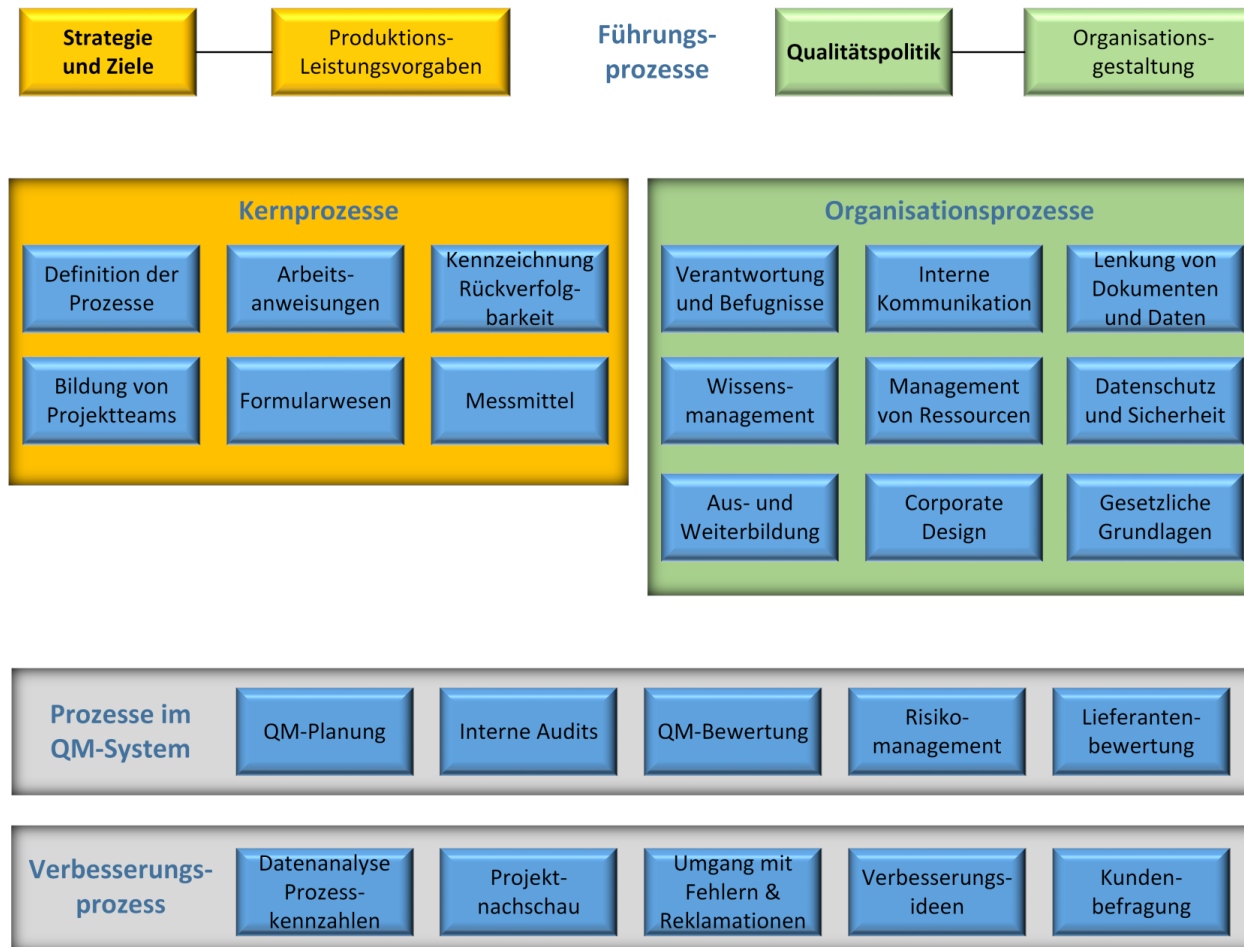 Strategie
und Ziele
Produktions-
Leistungsvorgaben
Führungs-
prozesse
Qualitätspolitik
Organisations-
gestaltung
Kernprozesse
Definition der
Prozesse
Arbeits-
anweisungen
Kennzeichnung
Rückverfolg-
barkeit
Bildung von
Projektteams
Formularwesen
Messmittel
Organisationsprozesse
Verantwortung
und Befugnisse
Interne
Kommunikation
Lenkung von
Dokumenten
und Daten
Wissens-
management
Management
von Ressourcen
Datenschutz
und Sicherheit
Aus- und
Weiterbildung
Corporate
Design
Gesetzliche
Grundlagen
Prozesse im
QM-System
QM-Planung
Interne Audits
QM-Bewertung
Risiko-
management
Lieferanten-
bewertung
Verbesserungs-
prozess
Datenanalyse
Prozess-
kennzahlen
Projekt-
nachschau
Umgang mit
Fehlern &
Reklamationen
Verbesserungs-
ideen
Kunden-
befragung